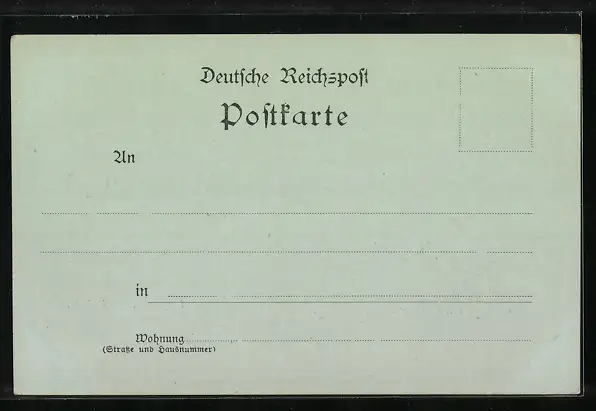 Deutsche Reichspost
Postkarte
An
in
Wohnung
(Straße und Hausnummer)